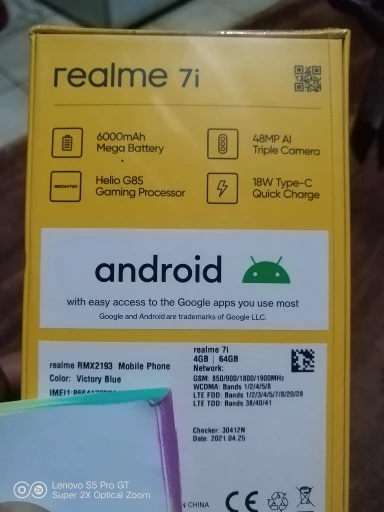 realme 7i
6000mAh
Mega Battery
48MP AI
Triple Camera
MEDIATEK
Helio G85
Gaming Processor
18W Type-C
Quick Charge
android
with easy access to the Google apps you use most
Google and Android are trademarks of Google LLC.
realme RMX2193 Mobile Phone
Color: Victory Blue
realme 7i
4GB | 64GB
Network:
GSM: 850/900/1800/1900MHz
WCDMA: Bands 1/2/4/5/8
LTE FDD: Bands 1/2/3/4/5/7/8/20/28
LTE TDD: Bands 38/40/41
Checker: 30412N
Date: 2021.04.25
CHINA
CE
Lenovo S5 Pro GT
Super 2X Optical Zoom